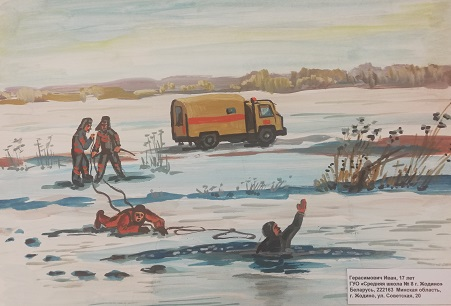 Герасимович Иван, 17 лет
ГУО «Средняя школа № 8 г. Жодино»
Беларусь, 222163 Минская область,
г. Жодино, ул. Советская, 20